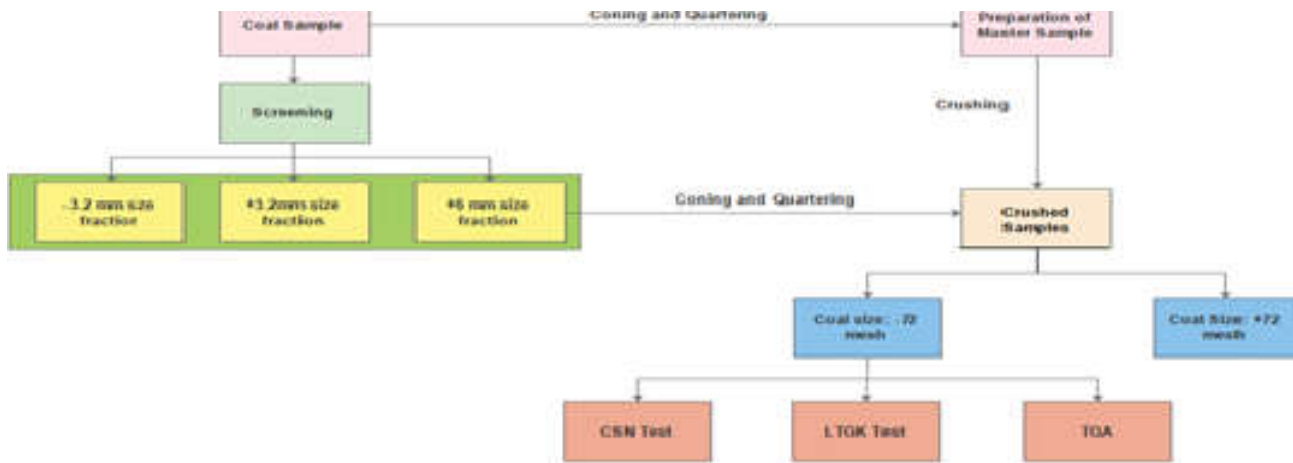 Coning and Quartering
Coal Sample
Preparation of
Master Sample
Screening
Crushing
-3.2 mm size
fraction
+3.2mm size
fraction
+6 mm size
fraction
Coning and Quartering
Crushed
Samples
Coal size: -72
mesh
Coal Size: +72
mesh
CSN Test
LTGK Test
TGA